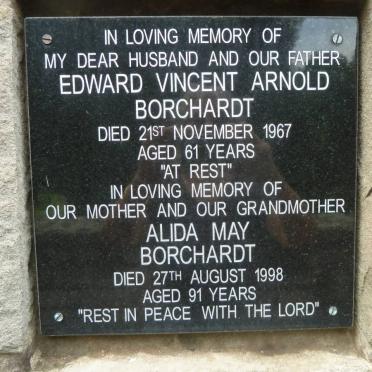 IN LOVING MEMORY OF
MY DEAR HUSBAND AND OUR FATHER
EDWARD VINCENT ARNOLD
BORCHARDT
DIED 21ST NOVEMBER 1967
AGED 61 YEARS
"AT REST"
IN LOVING MEMORY OF
OUR MOTHER AND OUR GRANDMOTHER
ALIDA MAY
BORCHARDT
DIED 27TH AUGUST 1998
AGED 91 YEARS
"REST IN PEACE WITH THE LORD"